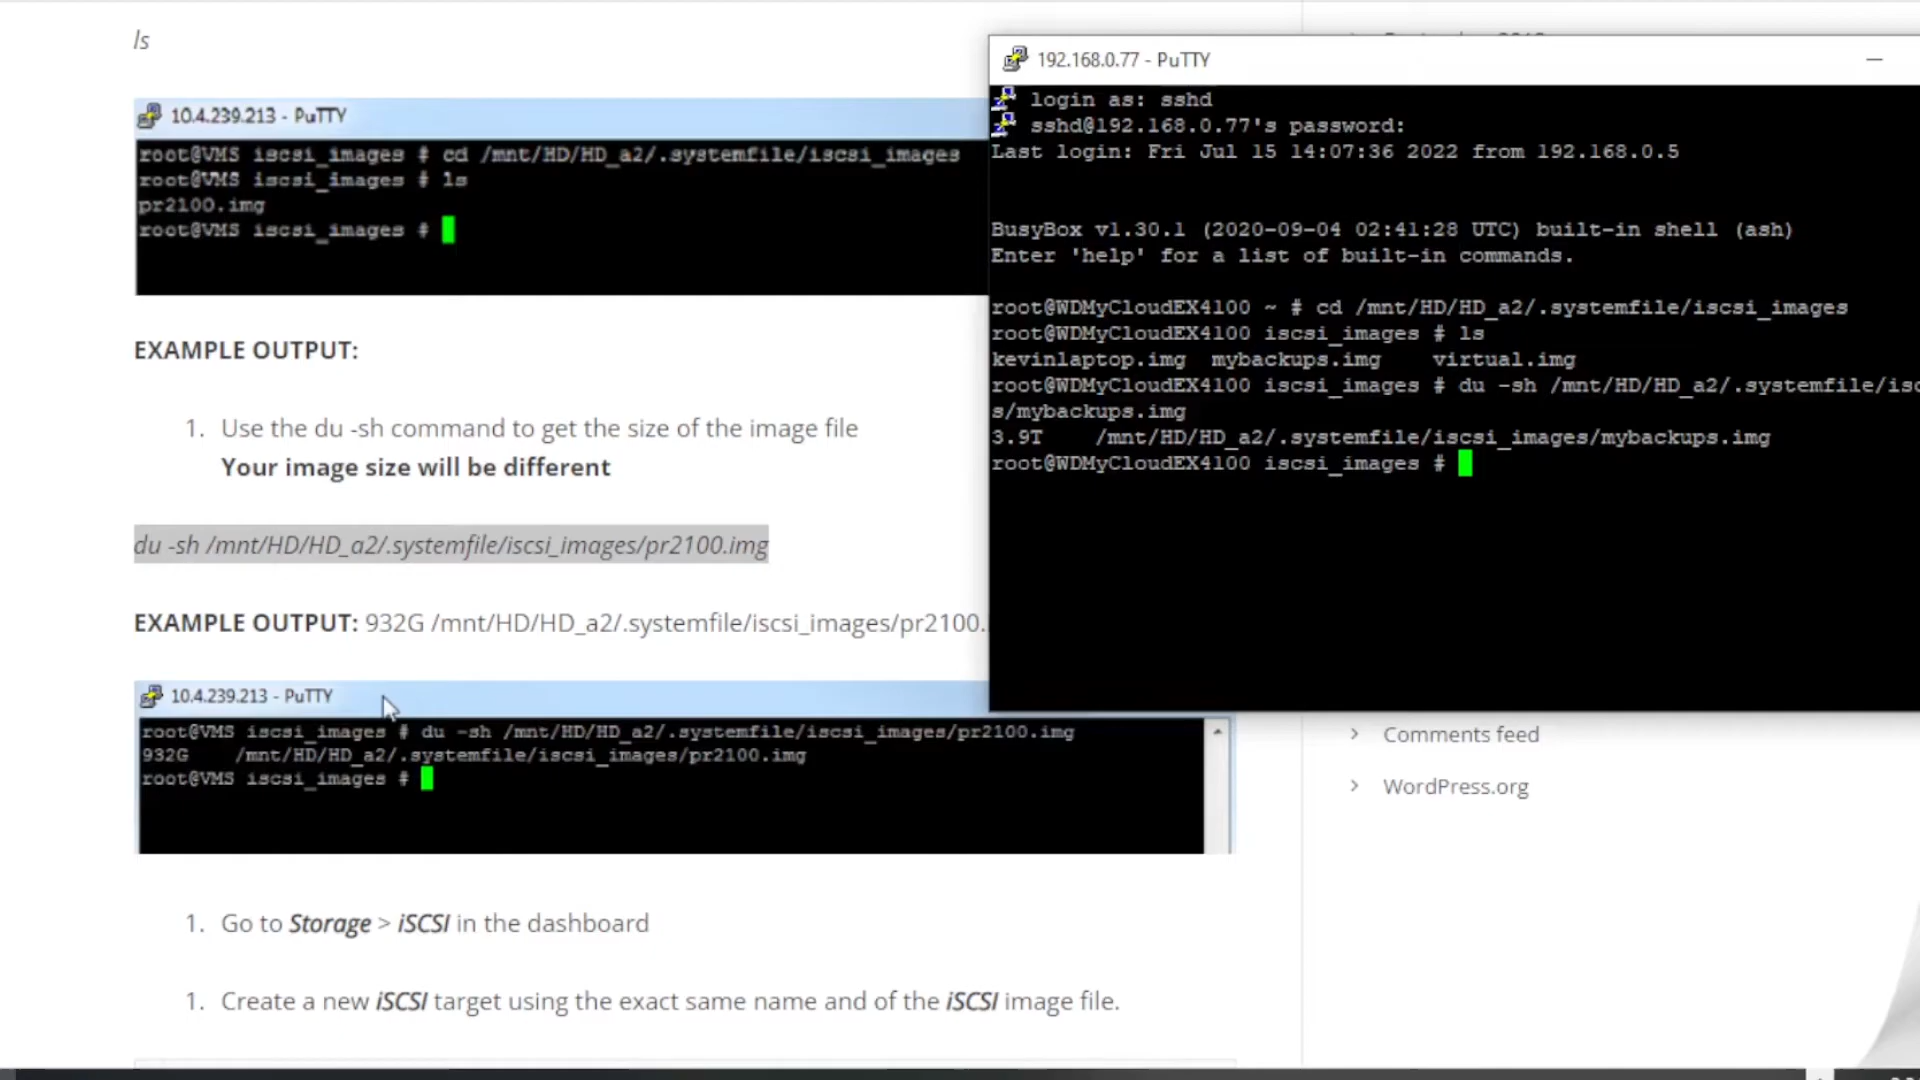 ls
10.4.239.213 - PuTTY
root@VMS iscsi_images # cd /mnt/HD/HD_a2/.systemfile/iscsi_images
root@VMS iscsi_images # ls
pr2100.img
root@VMS iscsi_images #
EXAMPLE OUTPUT:
1. Use the du -sh command to get the size of the image file
Your image size will be different
du -sh /mnt/HD/HD_a2/.systemfile/iscsi_images/pr2100.img
EXAMPLE OUTPUT: 932G /mnt/HD/HD_a2/.systemfile/iscsi_images/pr2100.
10.4.239.213 - PuTTY
root@VMS iscsi_images # du -sh /mnt/HD/HD_a2/.systemfile/iscsi_images/pr2100.img
932G /mnt/HD/HD_a2/.systemfile/iscsi_images/pr2100.img
root@VMS iscsi_images #
1. Go to Storage > iSCSI in the dashboard
1. Create a new iSCSI target using the exact same name and of the iSCSI image file.
192.168.0.77 - PuTTY
login as: sshd
sshd@192.168.0.77's password:
Last login: Fri Jul 15 14:07:36 2022 from 192.168.0.5
BusyBox v1.30.1 (2020-09-04 02:41:28 UTC) built-in shell (ash)
Enter 'help' for a list of built-in commands.
root@WDMyCloudEX4100 ~ # cd /mnt/HD/HD_a2/.systemfile/iscsi_images
root@WDMyCloudEX4100 iscsi_images # ls
kevinlaptop.img mybackups.img virtual.img
root@WDMyCloudEX4100 iscsi_images # du -sh /mnt/HD/HD_a2/.systemfile/isc
s/mybackups.img
3.9T /mnt/HD/HD_a2/.systemfile/iscsi_images/mybackups.img
root@WDMyCloudEX4100 iscsi_images #
> Comments feed
> WordPress.org